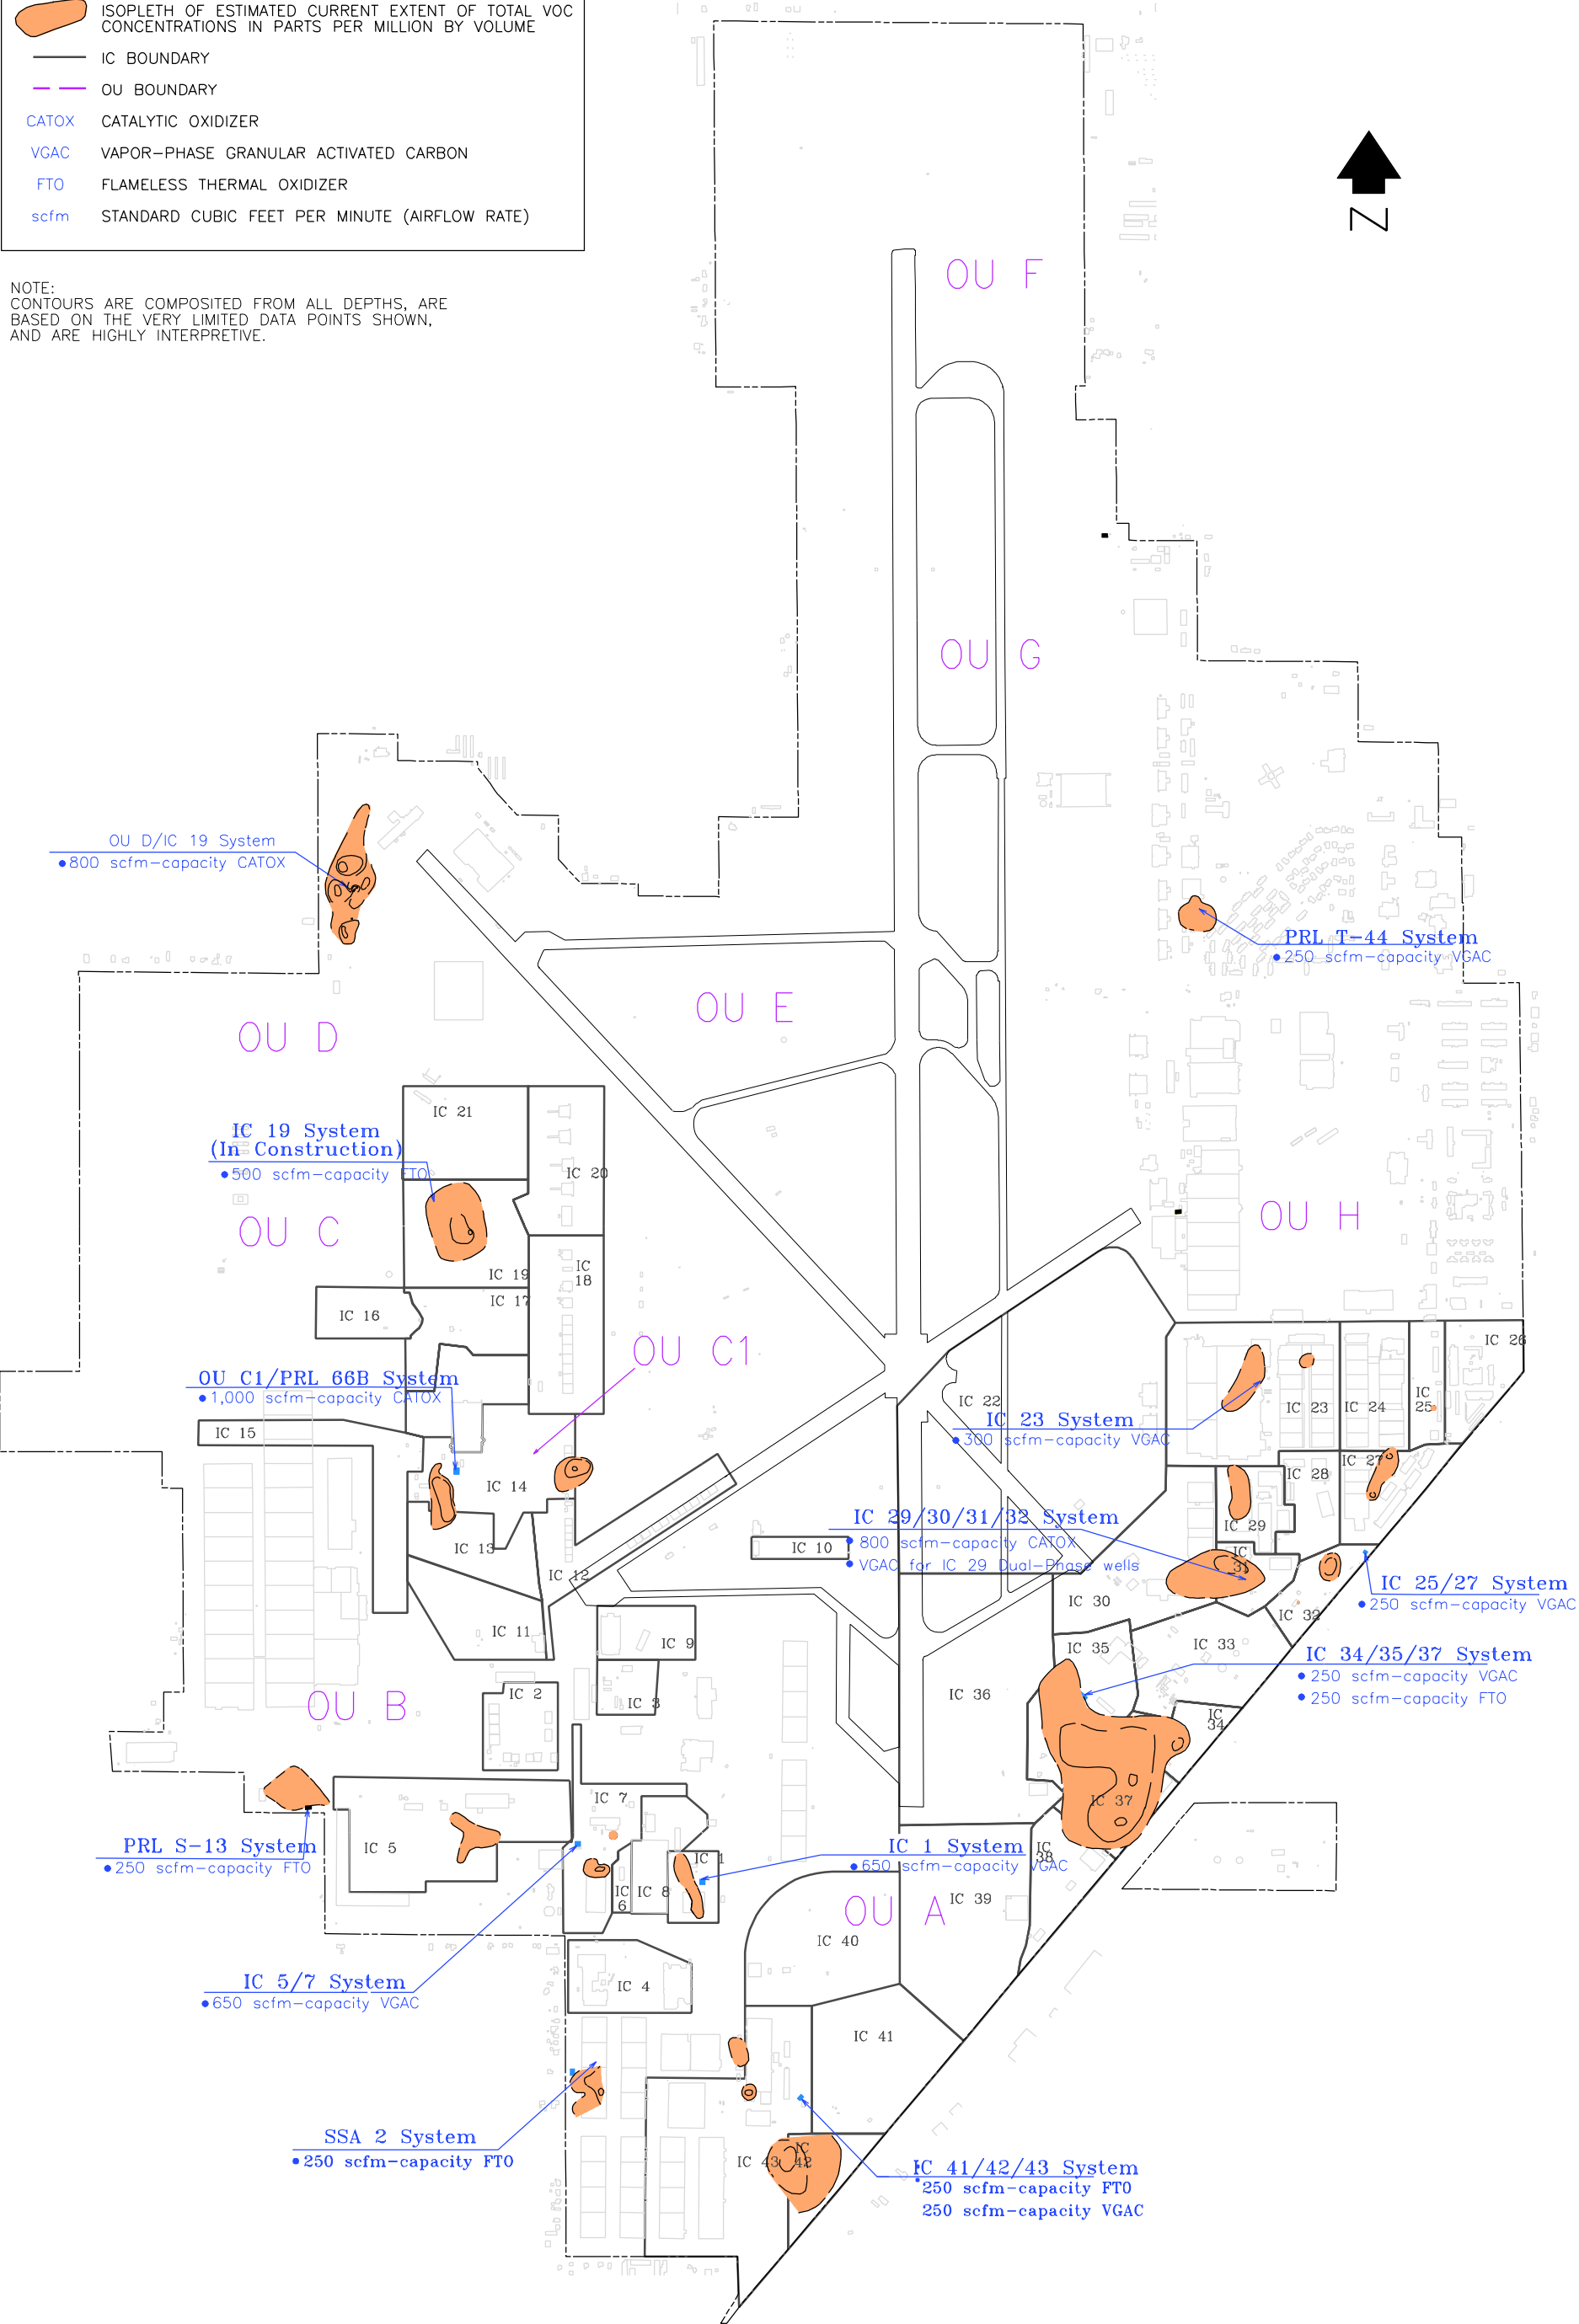 ISOPLETH OF ESTIMATED CURRENT EXTENT OF TOTAL VOC
CONCENTRATIONS IN PARTS PER MILLION BY VOLUME
IC BOUNDARY
OU BOUNDARY
CATOX CATALYTIC OXIDIZER
VGAC VAPOR-PHASE GRANULAR ACTIVATED CARBON
FTO FLAMELESS THERMAL OXIDIZER
scfm STANDARD CUBIC FEET PER MINUTE (AIRFLOW RATE)
NOTE:
CONTOURS ARE COMPOSITED FROM ALL DEPTHS, ARE
BASED ON THE VERY LIMITED DATA POINTS SHOWN,
AND ARE HIGHLY INTERPRETIVE.
N
OU F
OU G
OU D/IC 19 System
• 800 scfm-capacity CATOX
PRL T-44 System
• 250 scfm-capacity VGAC
OU E
OU D
IC 21
IC 19 System
(In Construction)
• 500 scfm-capacity FTO
IC 20
OU C
OU H
IC 19
IC
18
IC 17
IC 16
OU C1
IC 26
OU C1/PRL 66B System
• 1,000 scfm-capacity CATOX
IC 22
IC 23
IC 24
IC
25
IC 23 System
• 300 scfm-capacity VGAC
IC 15
IC 14
IC 27
IC 28
IC 29/30/31/32 System
• 800 scfm-capacity CATOX
• VGAC for IC 29 Dual-Phase wells
IC 29
IC 13
IC 10
IC
31
IC 12
IC 25/27 System
• 250 scfm-capacity VGAC
IC 30
IC 32
IC 11
IC 9
IC 35
IC 33
IC 34/35/37 System
• 250 scfm-capacity VGAC
• 250 scfm-capacity FTO
IC 36
IC 2
IC 3
OU B
IC
34
IC 7
IC 37
PRL S-13 System
• 250 scfm-capacity FTO
IC 5
IC 1 System
• 650 scfm-capacity VGAC
IC
38
IC 1
IC
6
IC 8
IC 39
OU A
IC 40
IC 5/7 System
• 650 scfm-capacity VGAC
IC 4
IC 41
SSA 2 System
• 250 scfm-capacity FTO
IC 43
IC
42
IC 41/42/43 System
• 250 scfm-capacity FTO
250 scfm-capacity VGAC